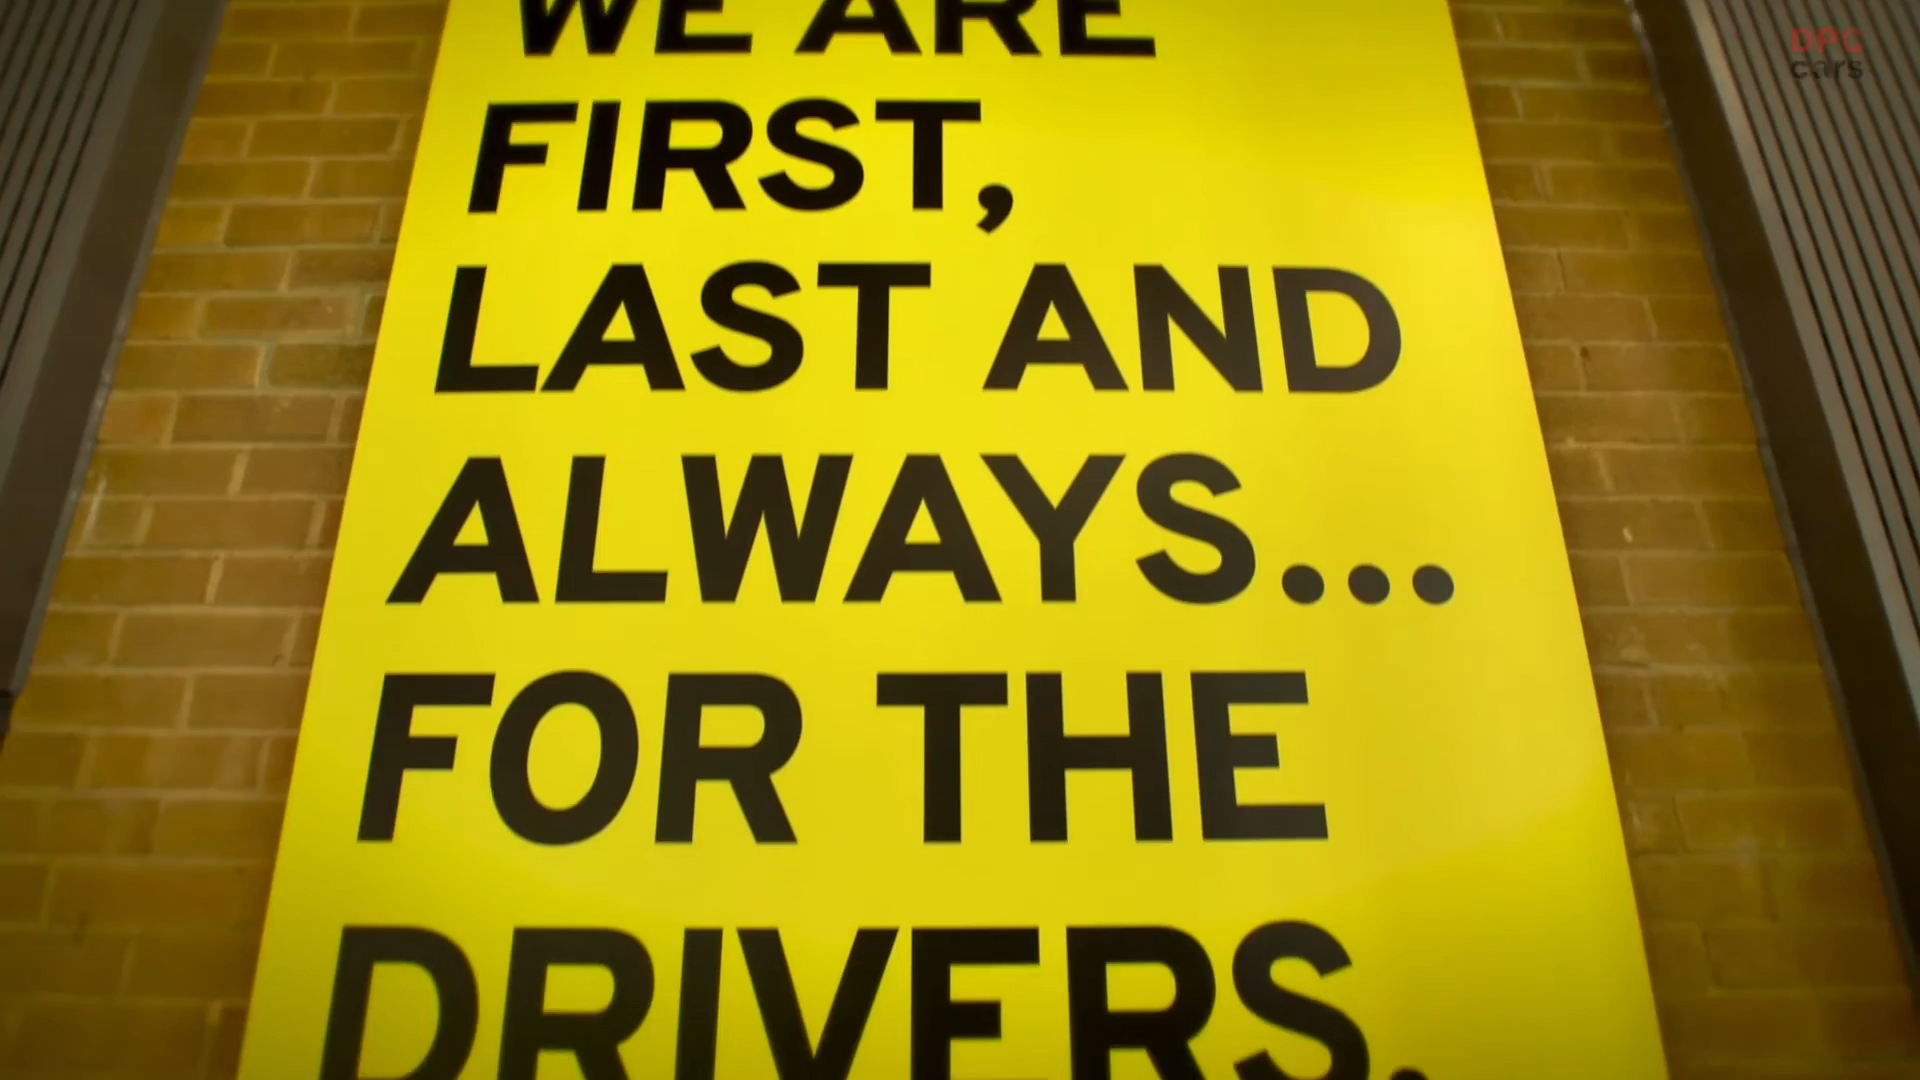 WE ARE
FIRST,
LAST AND
ALWAYS...
FOR THE
DRIVERS.
DPC
cars